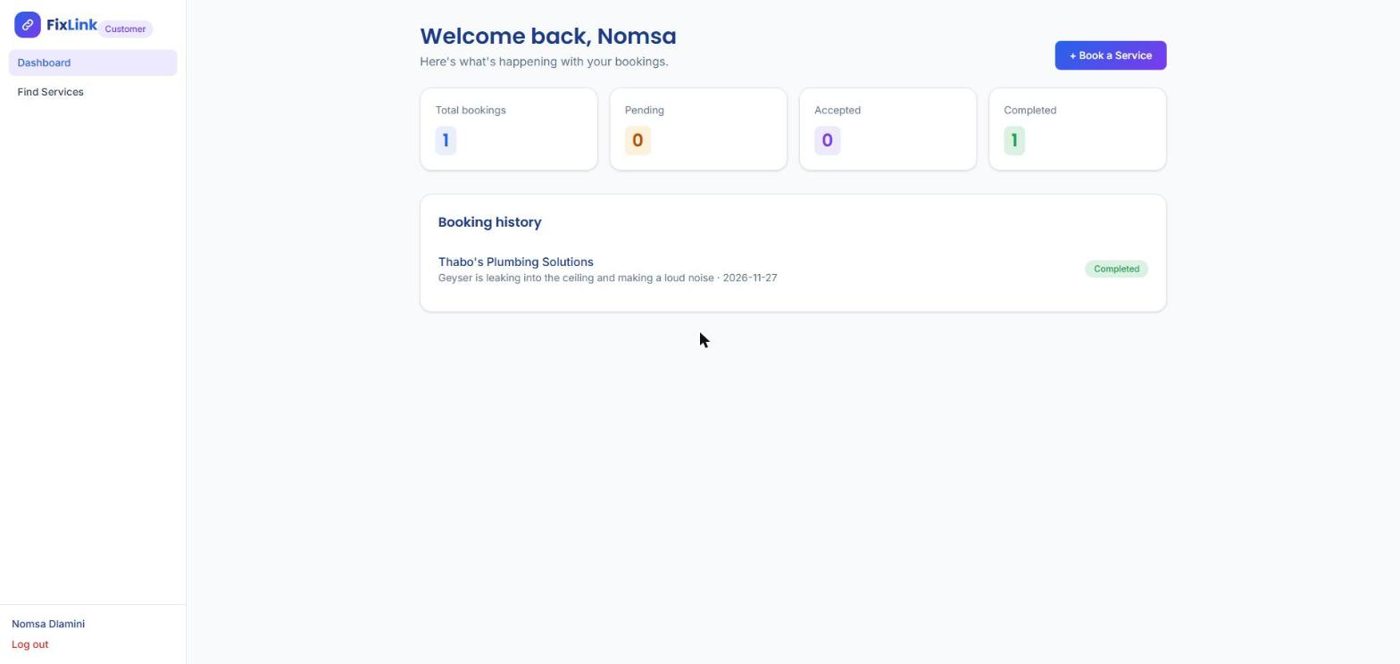 FixLink
Customer
Dashboard
Find Services
Welcome back, Nomsa
Here's what's happening with your bookings.
+ Book a Service
Total bookings
1
Pending
0
Accepted
0
Completed
1
Booking history
Thabo's Plumbing Solutions
Geyser is leaking into the ceiling and making a loud noise · 2026-11-27
Completed
Nomsa Dlamini
Log out